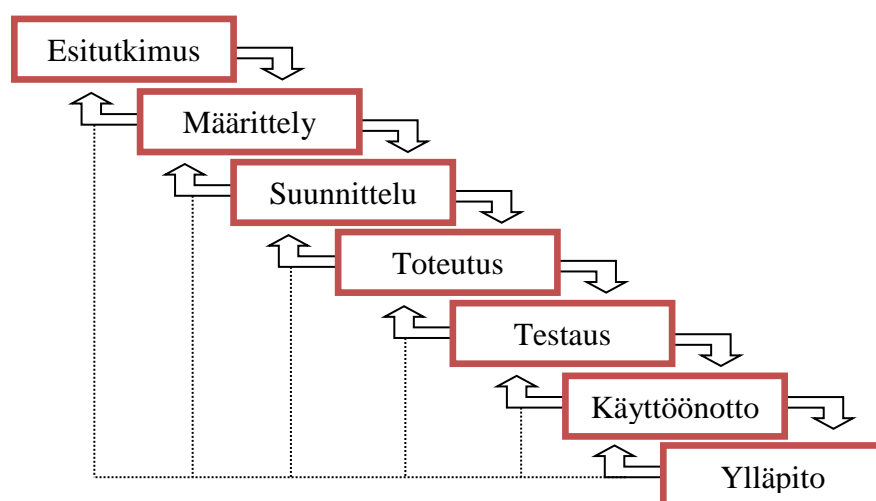 Esitutkimus
Määrittely
Suunnittelu
Toteutus
Testaus
Käyttöönotto
Ylläpito